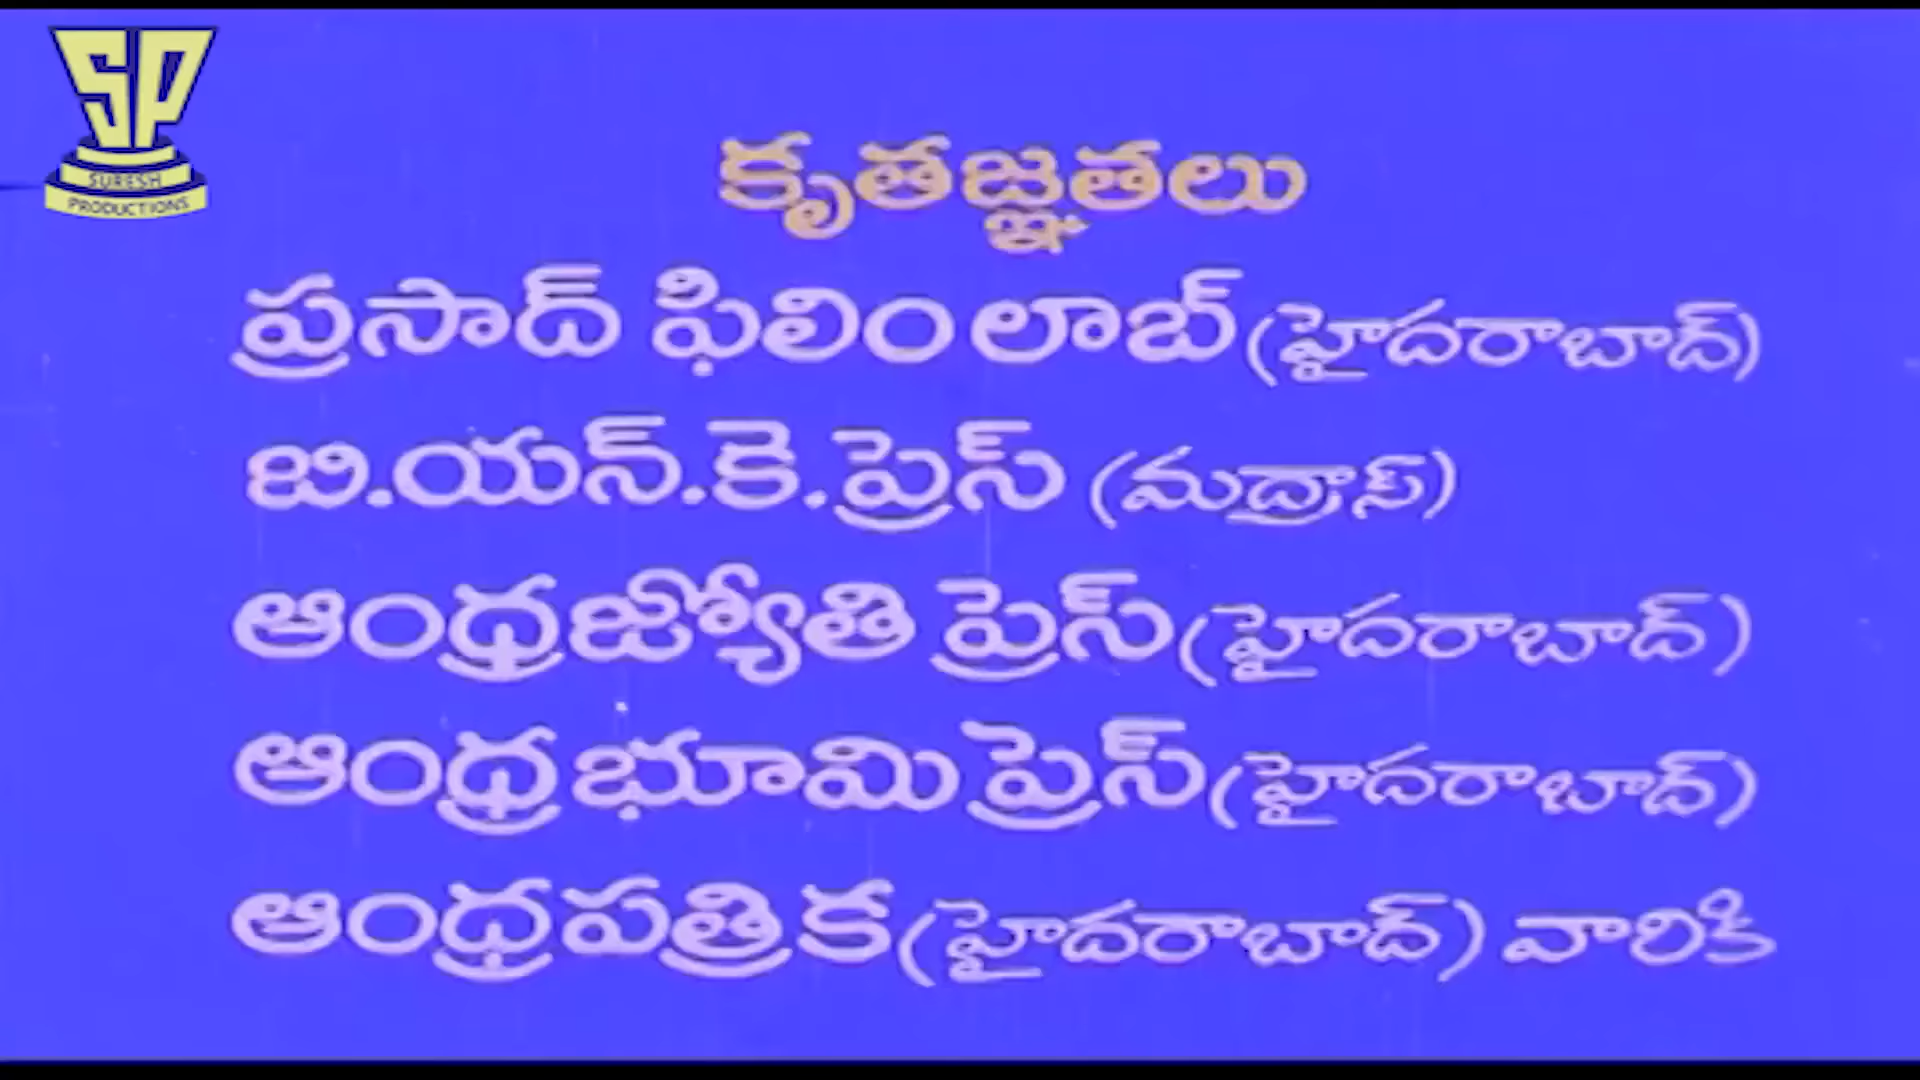 SP
SURESH
PRODUCTIONS
కృతజ్ఞతలు
ప్రసాద్ ఫిలిం లాబ్ (హైదరాబాద్)
బి.యన్.కె. ప్రెస్ (మద్రాస్)
ఆంధ్రజ్యోతి ప్రెస్ (హైదరాబాద్)
ఆంధ్రభూమి ప్రెస్ (హైదరాబాద్)
ఆంధ్రపత్రిక (హైదరాబాద్) వారికి